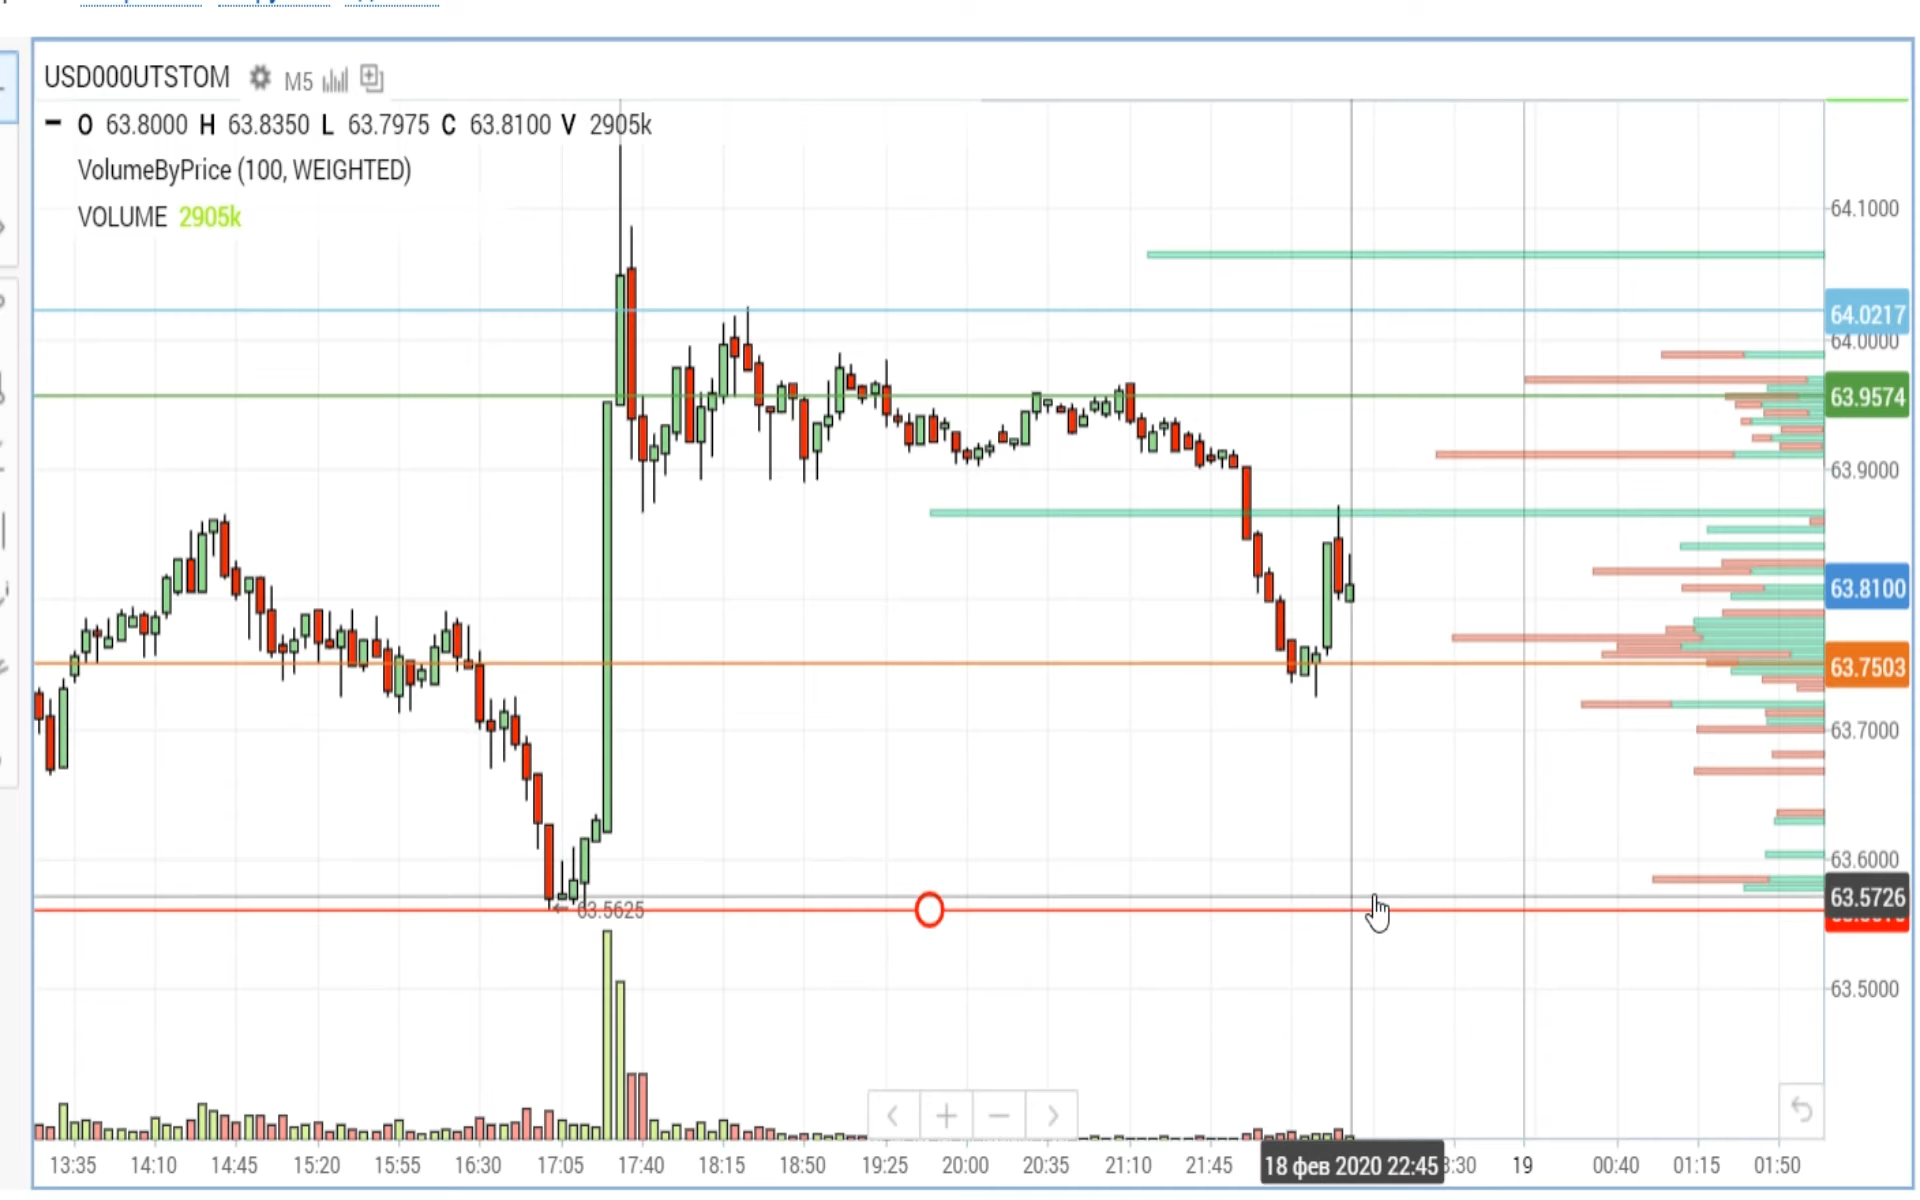 USD000UTSTOM M5
O 63.8000 H 63.8350 L 63.7975 C 63.8100 V 2905k
VolumeByPrice (100, WEIGHTED)
VOLUME 2905k
64.1000
64.0217
64.0000
63.9574
63.9000
63.8100
63.7503
63.7000
63.6000
63.5726
63.5625
63.5000
13:35 14:10 14:45 15:20 15:55 16:30 17:05 17:40 18:15 18:50 19:25 20:00 20:35 21:10 21:45 18 фев 2020 22:45 3:30 19 00:40 01:15 01:50